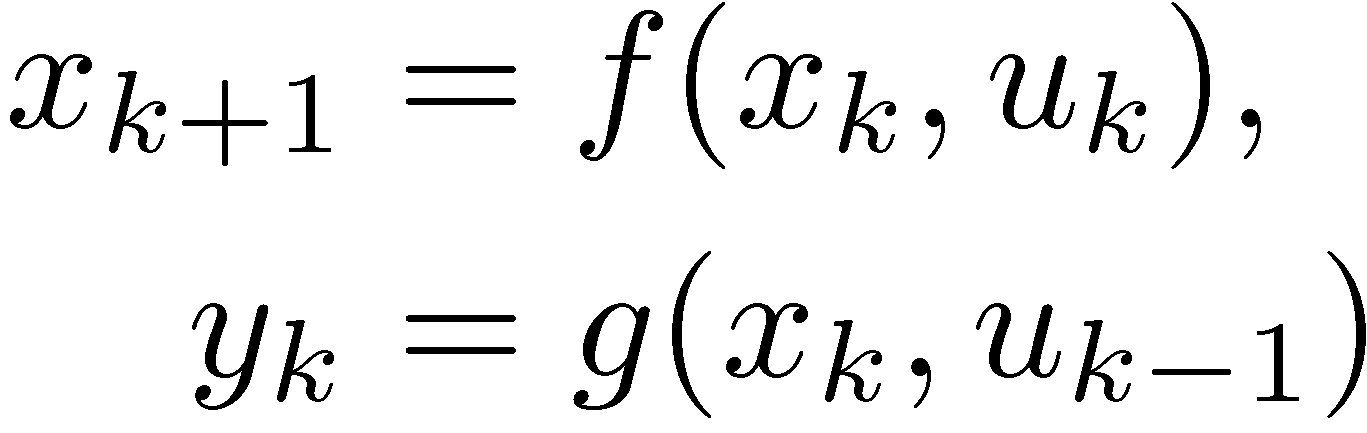 x_{k+1} = f(x_k, u_k),
y_k = g(x_k, u_{k-1})